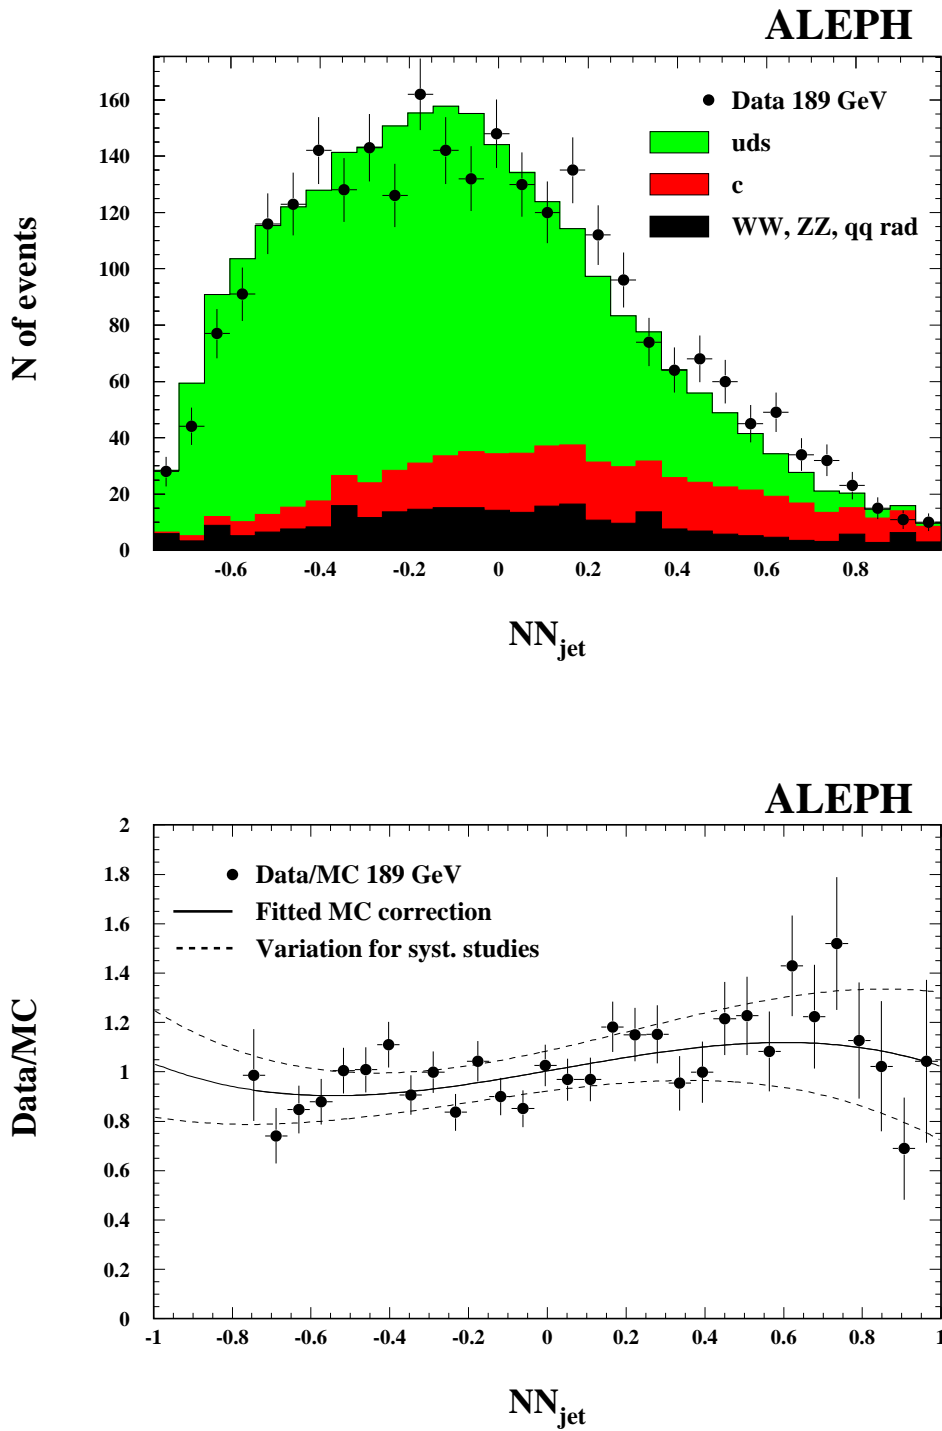 ALEPH
N of events
160
140
120
100
80
60
40
20
0
Data 189 GeV
uds
c
WW, ZZ, qq rad
-0.6 -0.4 -0.2 0 0.2 0.4 0.6 0.8
NN_jet
ALEPH
Data/MC
2
1.8
1.6
1.4
1.2
1
0.8
0.6
0.4
0.2
0
Data/MC 189 GeV
Fitted MC correction
Variation for syst. studies
-1 -0.8 -0.6 -0.4 -0.2 0 0.2 0.4 0.6 0.8 1
NN_jet